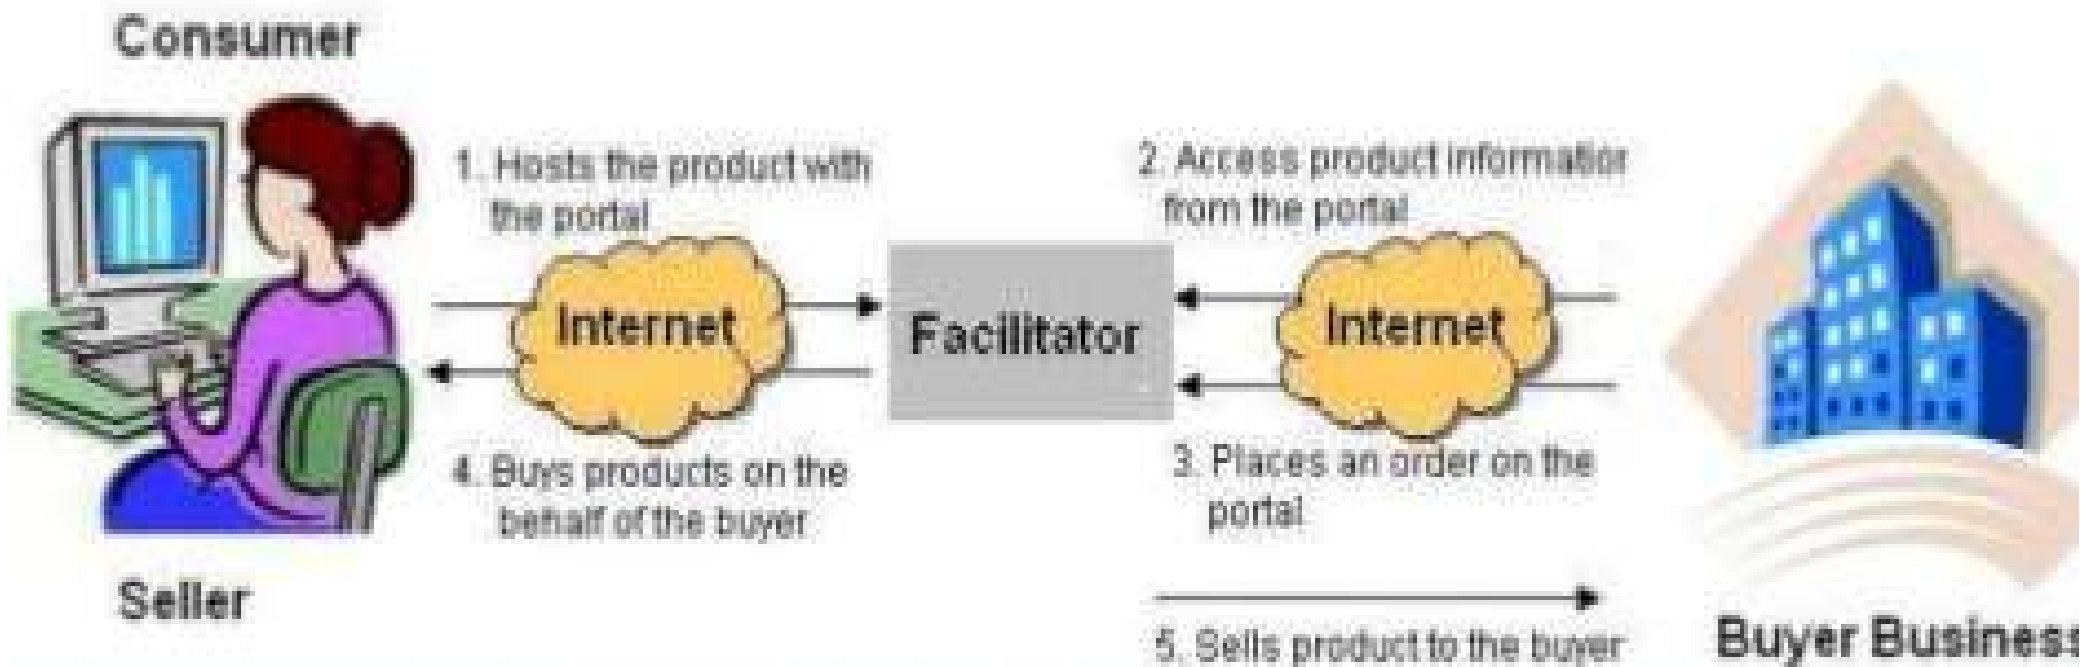 Consumer
1. Hosts the product with
the portal
2. Access product information
from the portal
Internet
Facilitator
Internet
4. Buys products on the
behalf of the buyer
3. Places an order on the
portal
Seller
5. Sells product to the buyer
Buyer Business